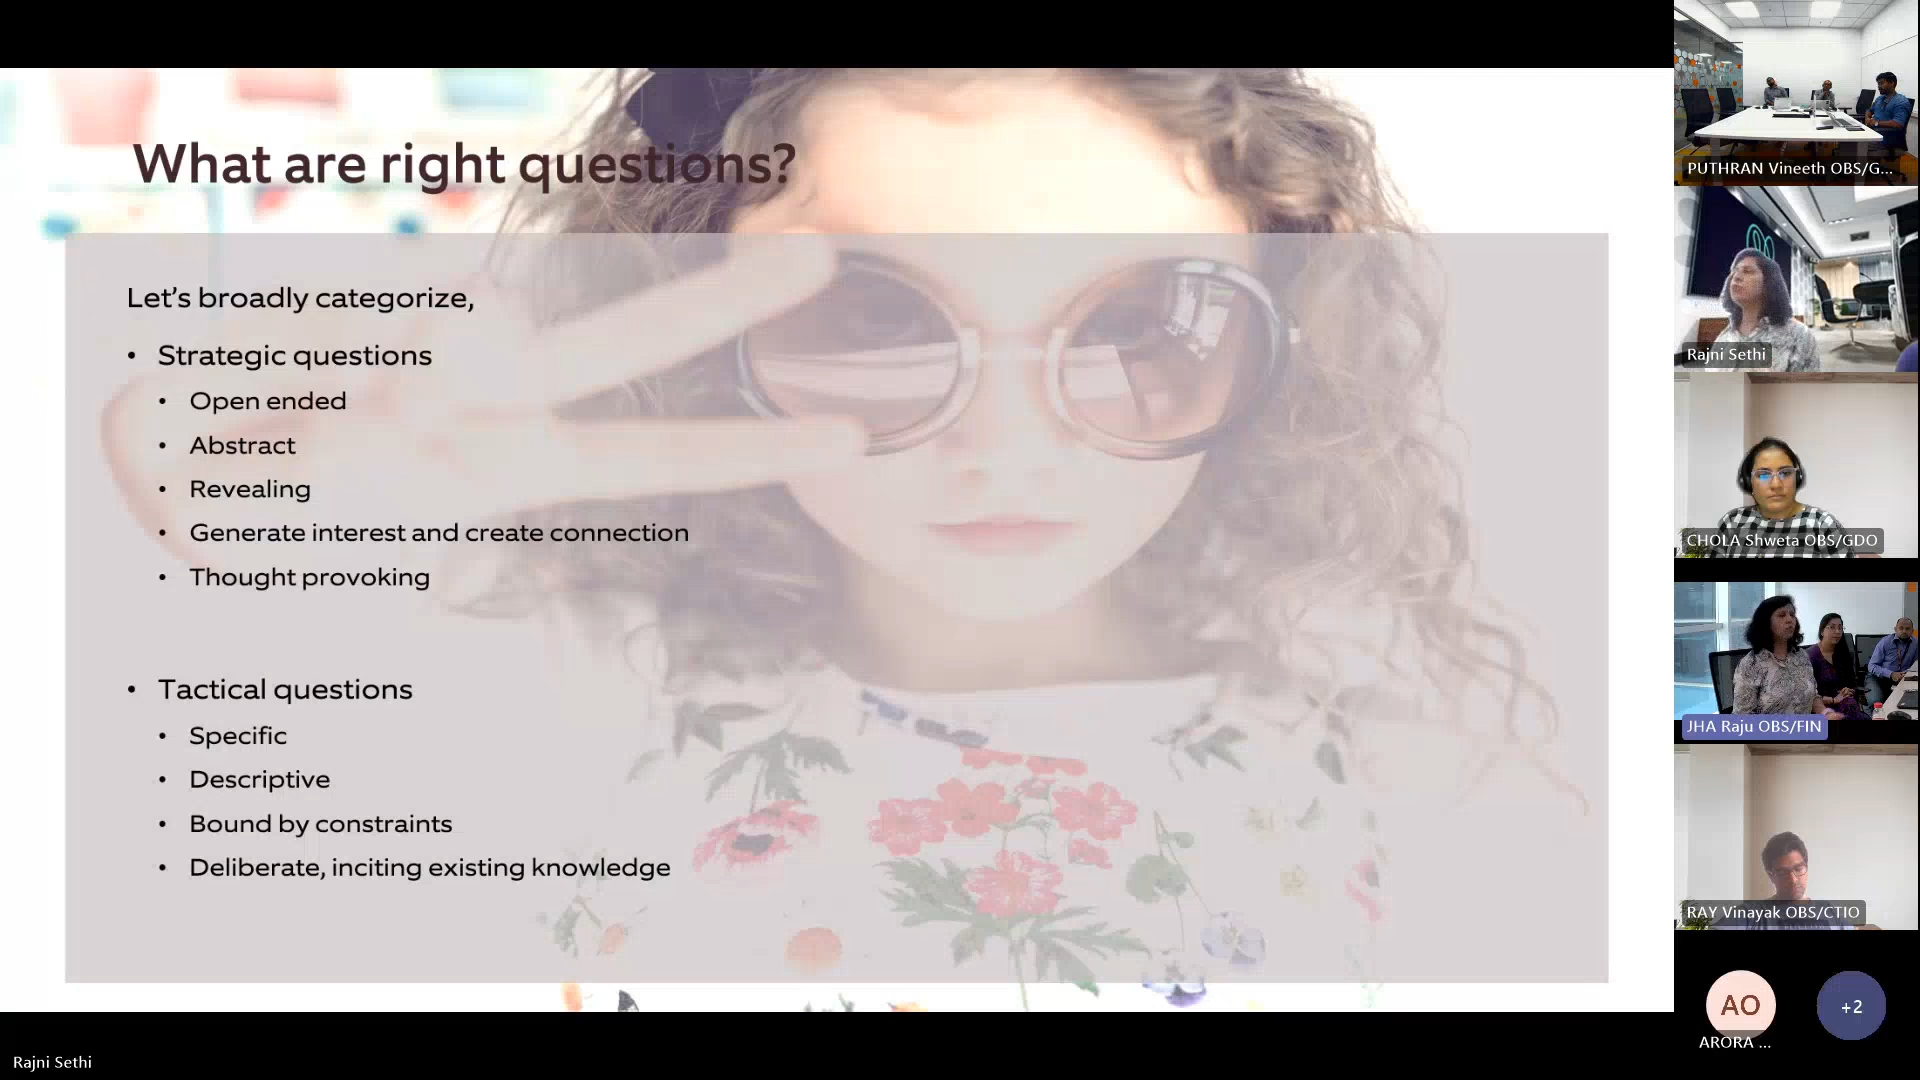 What are right questions?
Let's broadly categorize,
• Strategic questions
• Open ended
• Abstract
• Revealing
• Generate interest and create connection
• Thought provoking
• Tactical questions
• Specific
• Descriptive
• Bound by constraints
• Deliberate, inciting existing knowledge
Rajni Sethi
PUTHRAN Vineeth OBS/G...
Rajni Sethi
CHOLA Shweta OBS/GDO
JHA Raju OBS/FIN
RAY Vinayak OBS/CTIO
AO
ARORA ...
+2